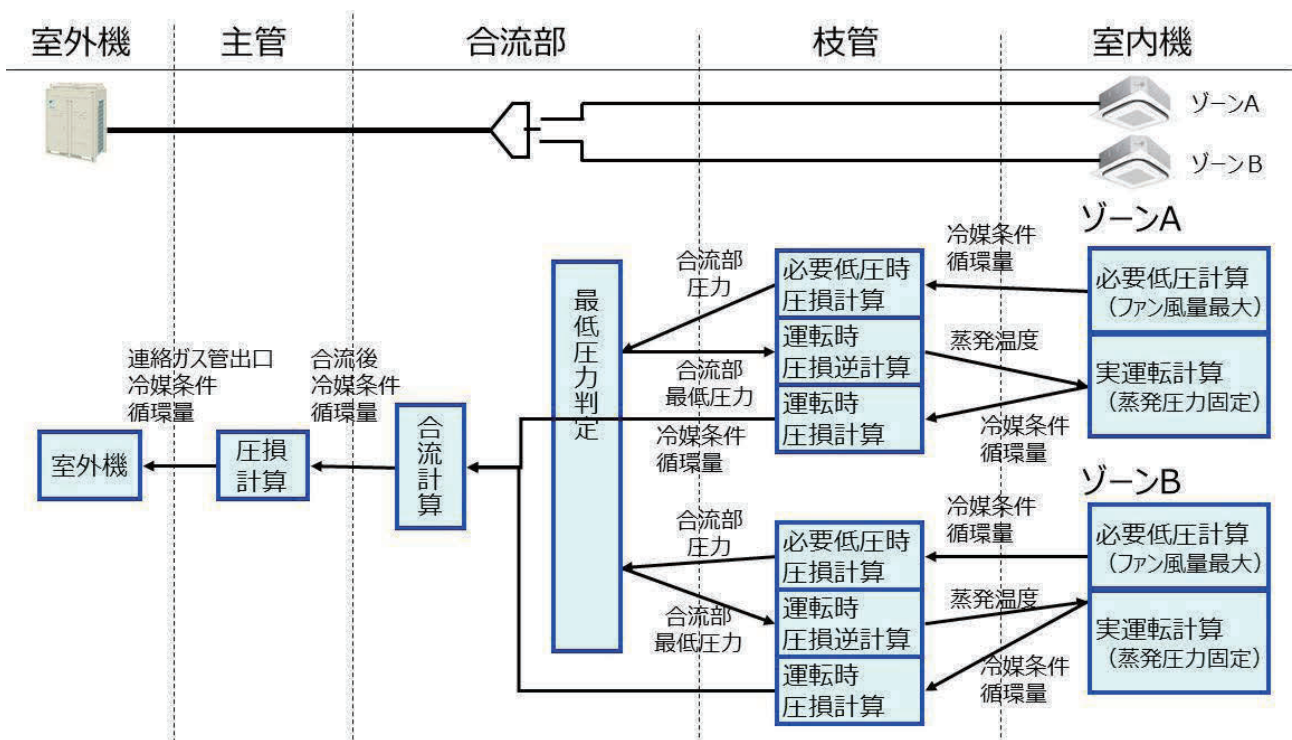 室外機
主管
合流部
枝管
室内機
ゾーンA
ゾーンB
ゾーンA
冷媒条件
循環量
合流部
圧力
必要低圧時
圧損計算
必要低圧計算
（ファン風量最大）
最低圧力判定
運転時
圧損逆計算
蒸発温度
合流部
最低圧力
実運転計算
（蒸発圧力固定）
連絡ガス管出口
冷媒条件
循環量
合流後
冷媒条件
循環量
運転時
圧損計算
冷媒条件
循環量
冷媒条件
循環量
室外機
圧損
計算
合流計算
ゾーンB
冷媒条件
循環量
合流部
圧力
必要低圧時
圧損計算
必要低圧計算
（ファン風量最大）
運転時
圧損逆計算
蒸発温度
合流部
最低圧力
実運転計算
（蒸発圧力固定）
運転時
圧損計算
冷媒条件
循環量